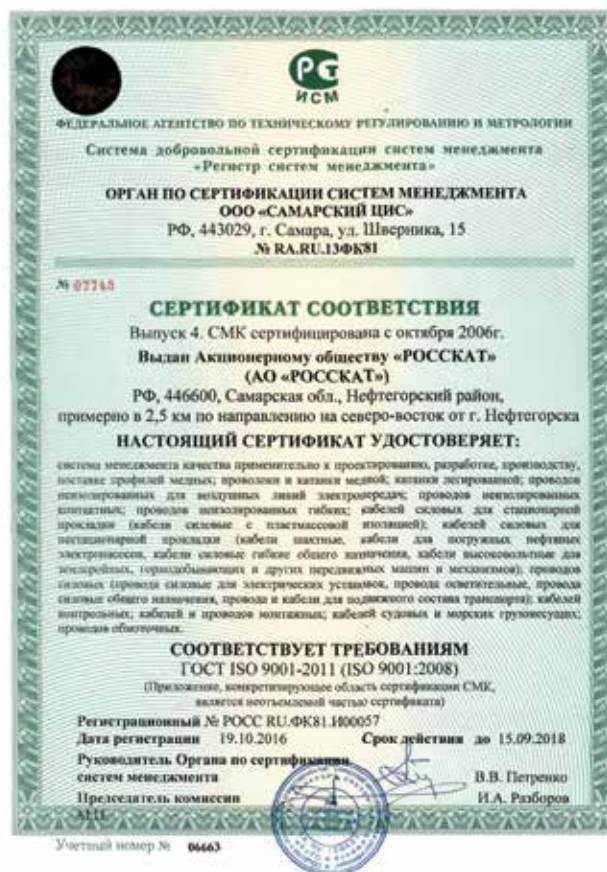 РСТ
ИСМ
ФЕДЕРАЛЬНОЕ АГЕНТСТВО ПО ТЕХНИЧЕСКОМУ РЕГУЛИРОВАНИЮ И МЕТРОЛОГИИ
Система добровольной сертификации систем менеджмента
«Регистр систем менеджмента»
ОРГАН ПО СЕРТИФИКАЦИИ СИСТЕМ МЕНЕДЖМЕНТА
ООО «САМАРСКИЙ ЦИС»
РФ, 443029, г. Самара, ул. Шверника, 15
№ RA.RU.13ФК81
№ 07743
СЕРТИФИКАТ СООТВЕТСТВИЯ
Выпуск 4. СМК сертифицирована с октября 2006г.
Выдан Акционерному обществу «РОССКАТ»
(АО «РОССКАТ»)
РФ, 446600, Самарская обл., Нефтегорский район,
примерно в 2,5 км по направлению на северо-восток от г. Нефтегорска
НАСТОЯЩИЙ СЕРТИФИКАТ УДОСТОВЕРЯЕТ:
система менеджмента качества применительно к проектированию, разработке, производству,
поставке профилей медных; проволоки и катанки медной; катанки легированной; проводов
неизолированных для воздушных линий электропередач; проводов неизолированных
контактных; проводов неизолированных гибких; кабелей силовых для стационарной
прокладки (кабели силовые с пластмассовой изоляцией); кабелей силовых для
нестационарной прокладки (кабели шахтные, кабели для погружных нефтяных
электронасосов, кабели силовые гибкие общего назначения, кабели высоковольтные для
землеройных, горнодобывающих и других передвижных машин и механизмов); проводов
силовых (провода силовые для электрических установок, провода осветительные, провода
силовые общего назначения, провода и кабели для подвижного состава транспорта); кабелей
контрольных; кабелей и проводов монтажных; кабелей судовых и морских грузонесущих;
проводов обмоточных.
СООТВЕТСТВУЕТ ТРЕБОВАНИЯМ
ГОСТ ISO 9001-2011 (ISO 9001:2008)
(Приложение, конкретизирующее область сертификации СМК,
является неотъемлемой частью сертификата)
Регистрационный № РОСС RU.ФК81.И00057
Дата регистрации 19.10.2016 Срок действия до 15.09.2018
Руководитель Органа по сертификации
систем менеджмента В.В. Петренко
Председатель комиссии И.А. Разборов
Учетный номер № 06663